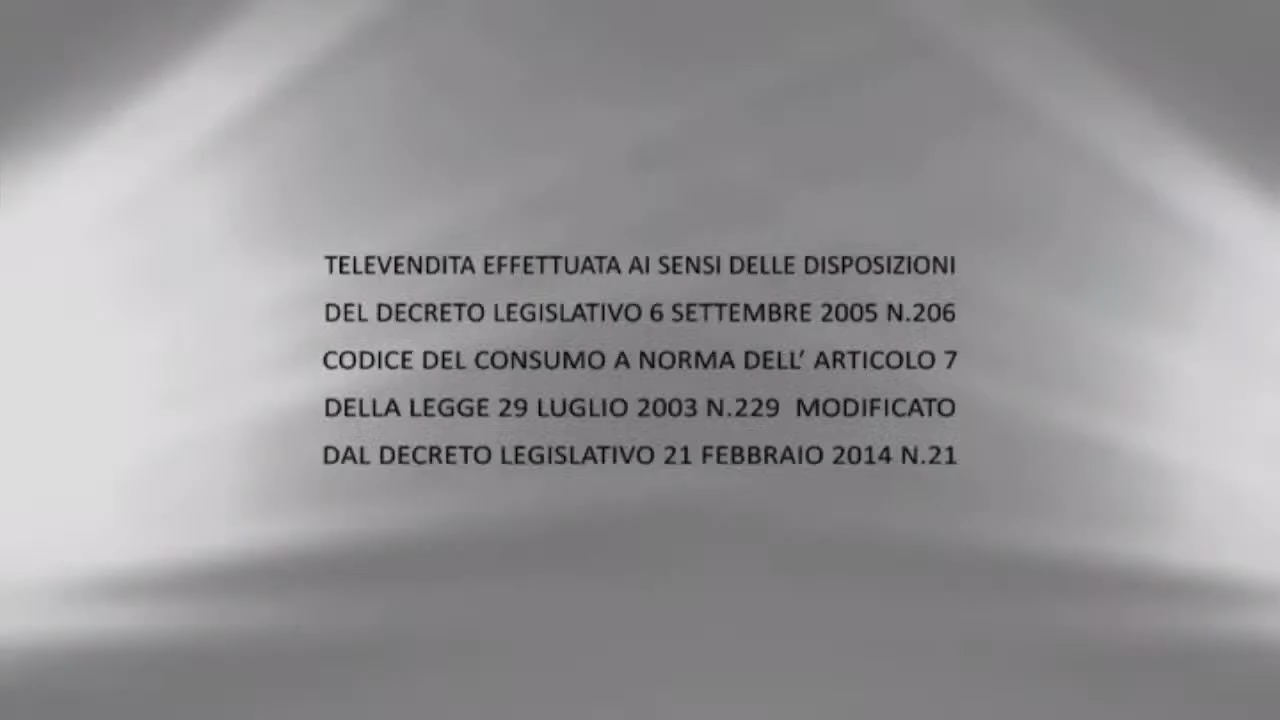 TELEVENDITA EFFETTUATA AI SENSI DELLE DISPOSIZIONI
DEL DECRETO LEGISLATIVO 6 SETTEMBRE 2005 N.206
CODICE DEL CONSUMO A NORMA DELL’ ARTICOLO 7
DELLA LEGGE 29 LUGLIO 2003 N.229  MODIFICATO
DAL DECRETO LEGISLATIVO 21 FEBBRAIO 2014 N.21